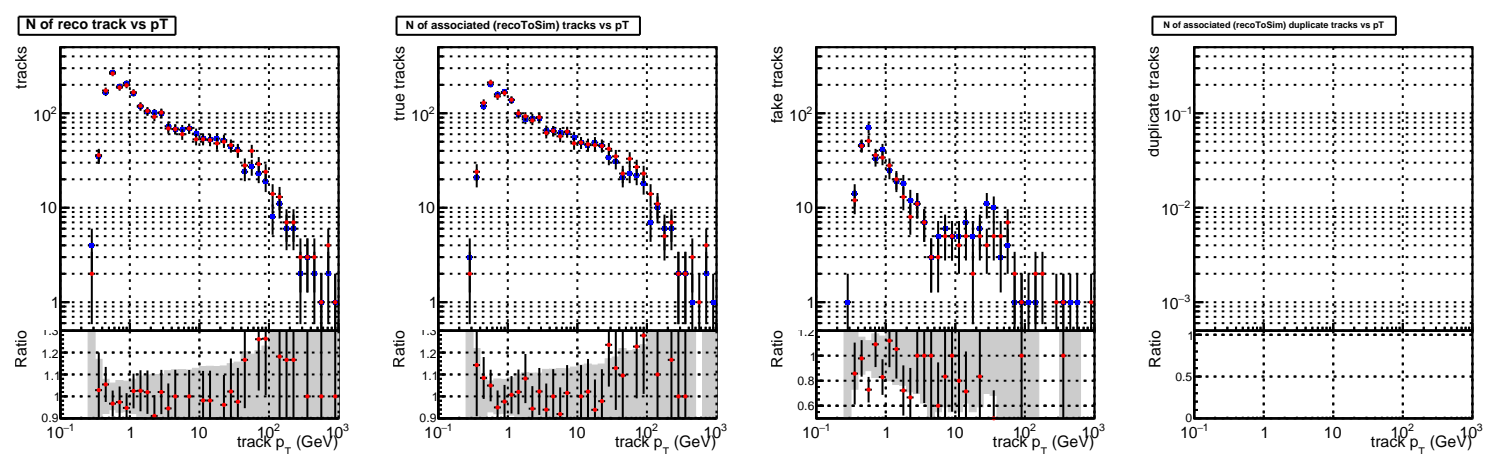 N of reco track vs pT
tracks
10²
10
1
Ratio
1.3
1.2
1.1
1
0.9
10⁻¹ 1 10 10² 10³
track p_T (GeV)
N of associated (recoToSim) tracks vs pT
true tracks
10²
10
1
Ratio
1.3
1.2
1.1
1
0.9
10⁻¹ 1 10 10² 10³
track p_T (GeV)
fake tracks
10²
10
1
Ratio
1
0.8
0.6
10⁻¹ 1 10 10² 10³
track p_T (GeV)
N of associated (recoToSim) duplicate tracks vs pT
duplicate tracks
10⁻¹
10⁻²
10⁻³
Ratio
1
0.5
0
10⁻¹ 1 10 10² 10³
track p_T (GeV)